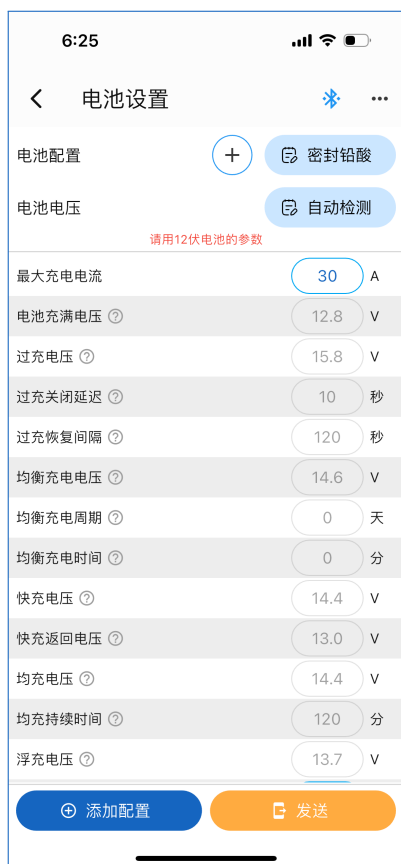 6:25
电池设置
电池配置 密封铅酸
电池电压 自动检测
请用12伏电池的参数
最大充电电流 30 A
电池充满电压 ? 12.8 V
过充电压 ? 15.8 V
过充关闭延迟 ? 10 秒
过充恢复间隔 ? 120 秒
均衡充电电压 ? 14.6 V
均衡充电周期 ? 0 天
均衡充电时间 ? 0 分
快充电压 ? 14.4 V
快充返回电压 ? 13.0 V
均充电压 ? 14.4 V
均充持续时间 ? 120 分
浮充电压 ? 13.7 V
添加配置 发送